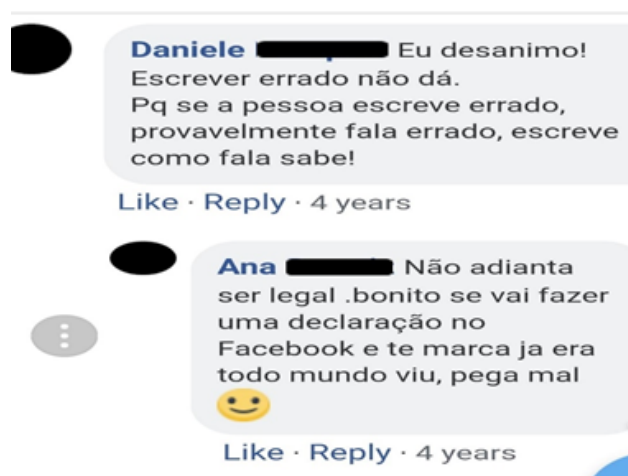 Daniele Eu desanimo!
Escrever errado não dá.
Pq se a pessoa escreve errado,
provavelmente fala errado, escreve
como fala sabe!
Like · Reply · 4 years
Ana Não adianta
ser legal .bonito se vai fazer
uma declaração no
Facebook e te marca ja era
todo mundo viu, pega mal
Like · Reply · 4 years